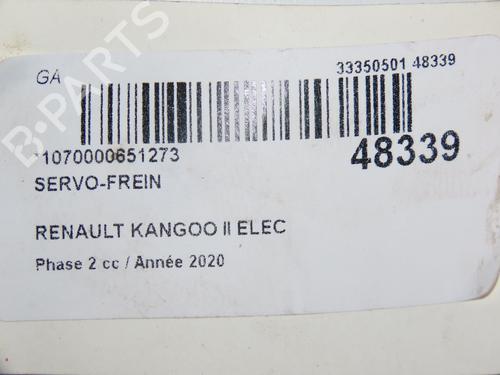 GA
33350501 48339
*1070000651273
48339
SERVO-FREIN
RENAULT KANGOO II ELEC
Phase 2 cc / Année 2020
B-PARTS